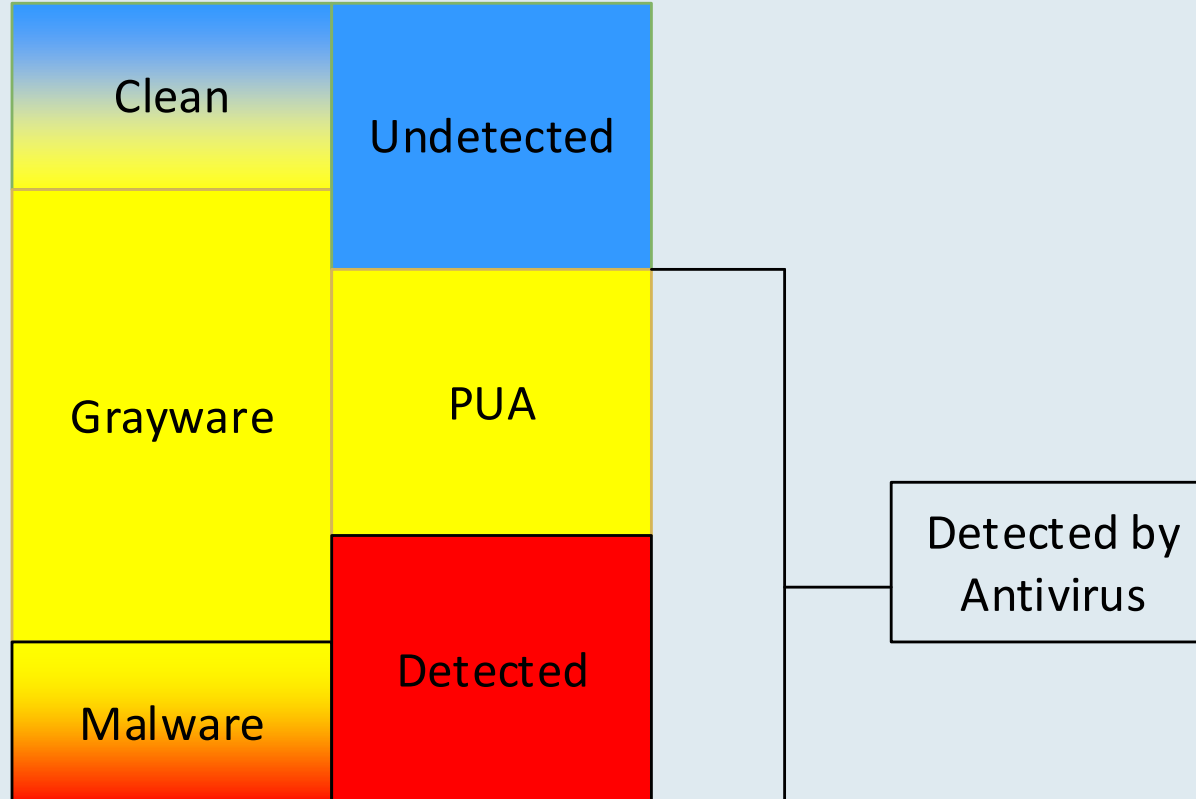 Clean
Undetected
Grayware
PUA
Detected by
Antivirus
Detected
Malware